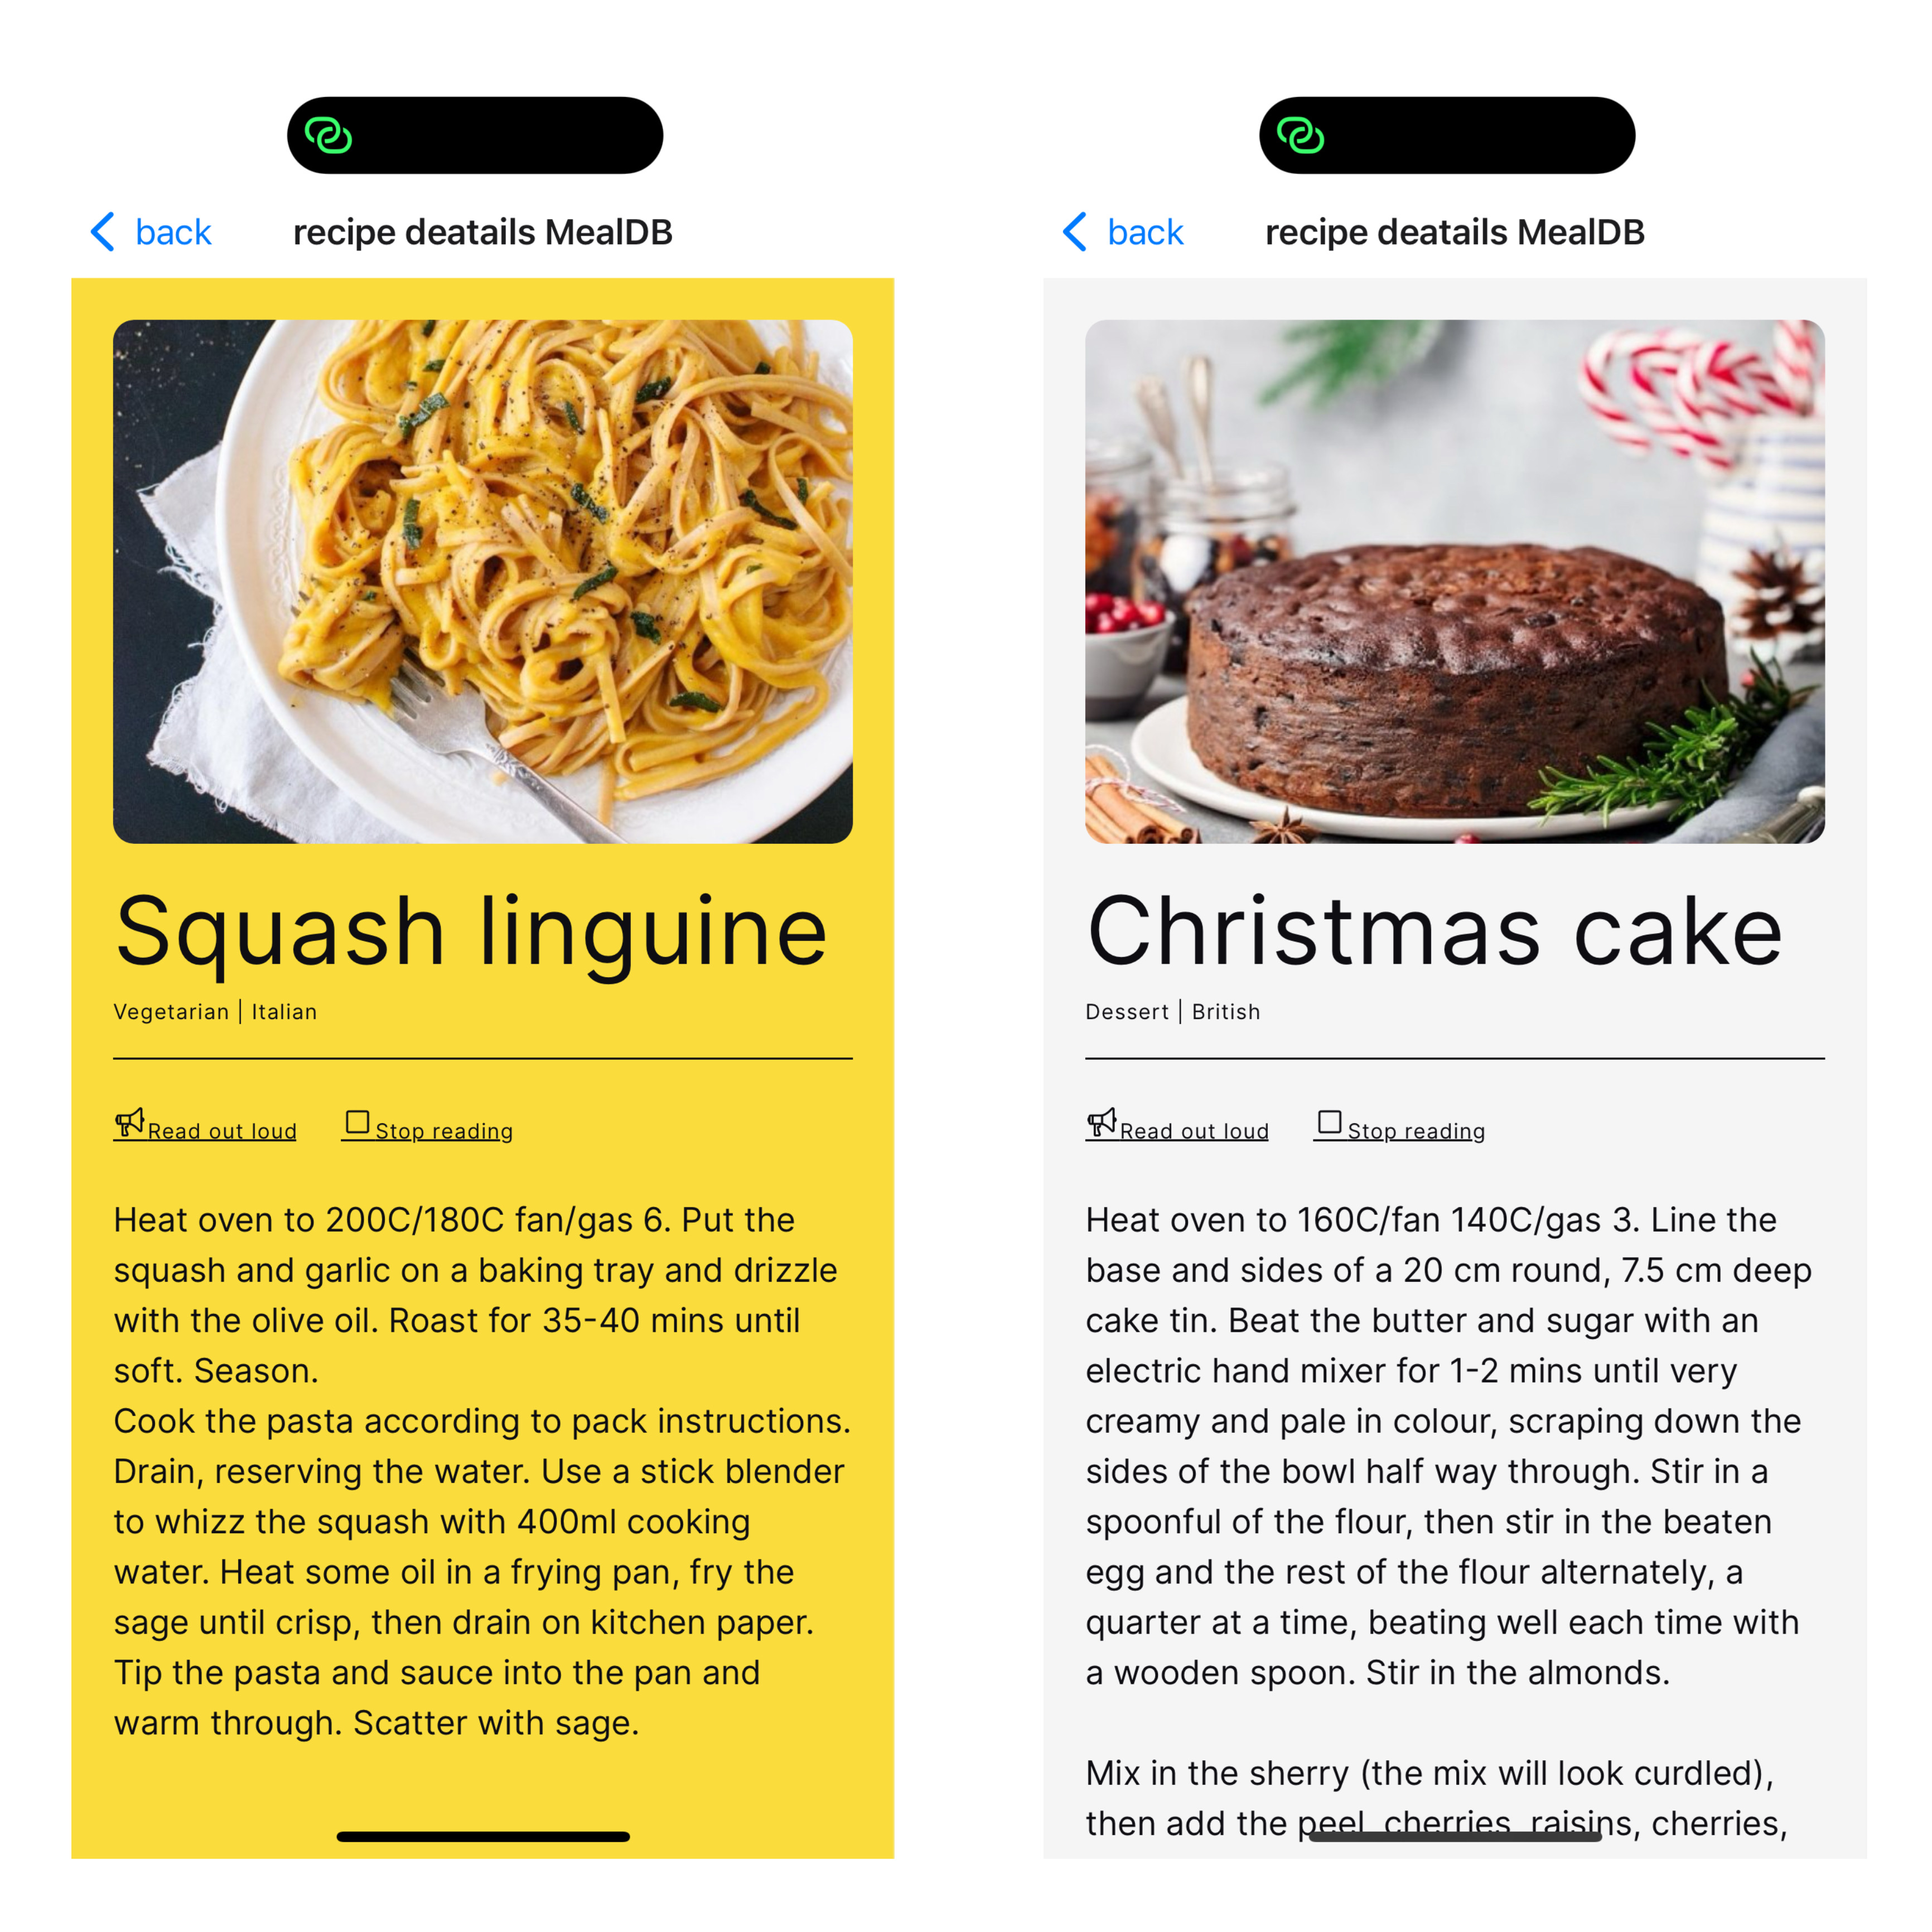 back
recipe deatails MealDB
Squash linguine
Vegetarian | Italian
Read out loud
Stop reading
Heat oven to 200C/180C fan/gas 6. Put the
squash and garlic on a baking tray and drizzle
with the olive oil. Roast for 35-40 mins until
soft. Season.
Cook the pasta according to pack instructions.
Drain, reserving the water. Use a stick blender
to whizz the squash with 400ml cooking
water. Heat some oil in a frying pan, fry the
sage until crisp, then drain on kitchen paper.
Tip the pasta and sauce into the pan and
warm through. Scatter with sage.
back
recipe deatails MealDB
Christmas cake
Dessert | British
Read out loud
Stop reading
Heat oven to 160C/fan 140C/gas 3. Line the
base and sides of a 20 cm round, 7.5 cm deep
cake tin. Beat the butter and sugar with an
electric hand mixer for 1-2 mins until very
creamy and pale in colour, scraping down the
sides of the bowl half way through. Stir in a
spoonful of the flour, then stir in the beaten
egg and the rest of the flour alternately, a
quarter at a time, beating well each time with
a wooden spoon. Stir in the almonds.
Mix in the sherry (the mix will look curdled),
then add the peel, cherries, raisins, cherries,